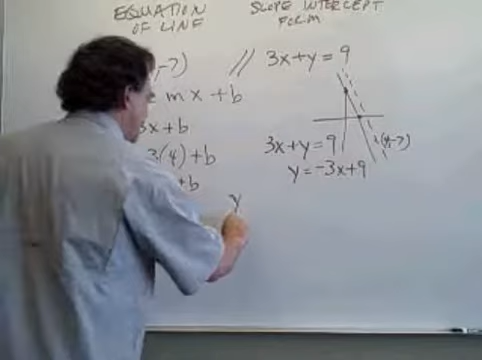 EQUATION OF LINE
SLOPE INTERCEPT FORM
,-7) // 3x+y=9
mx+b
3x+b
3(4)+b
+b
(4,-7)
3x+y=9
y=-3x+9
y